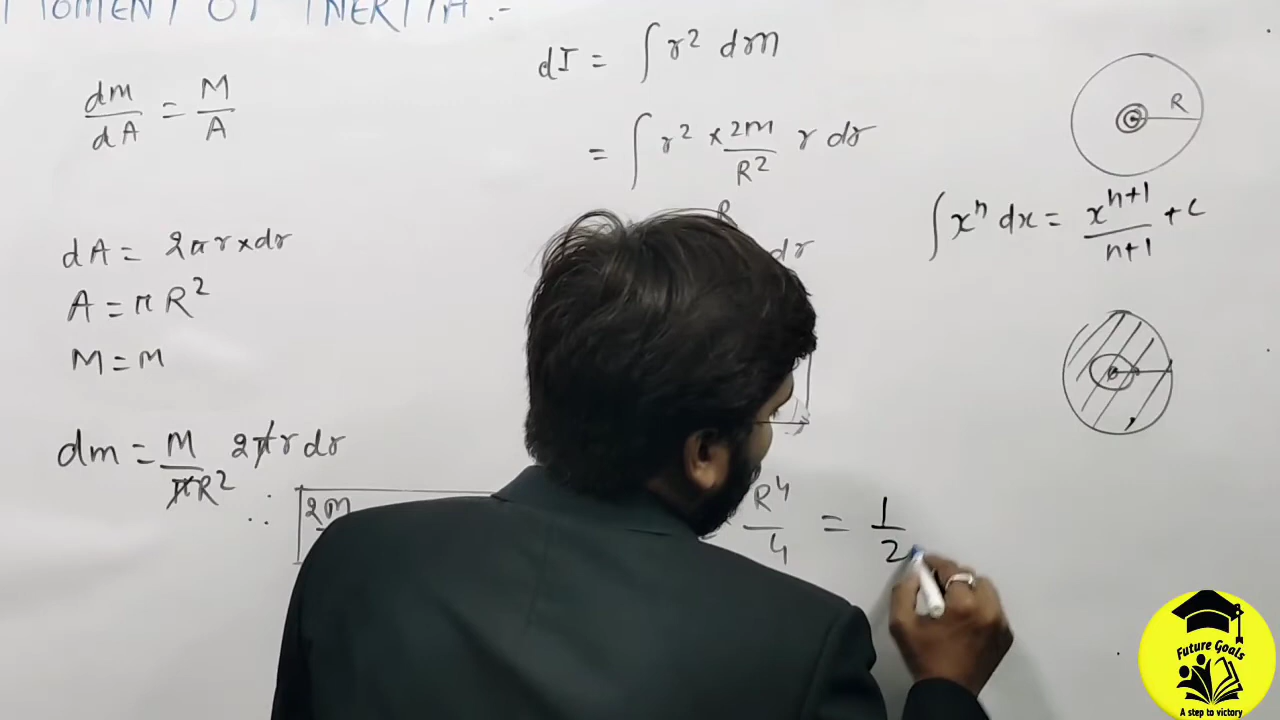 MOMENT OF INERTIA :-
dm/dA = M/A
dA = 2πr×dr
A = πR²
M = M
dm = M/πR² 2πr dr
∴ 2M
dI = ∫ r² dm
= ∫ r² × 2M/R² r dr
R
dr
R⁴/4 = 1/2
R
∫ xⁿ dx = xⁿ⁺¹/n+1 + c
Future Goals
A step to victory